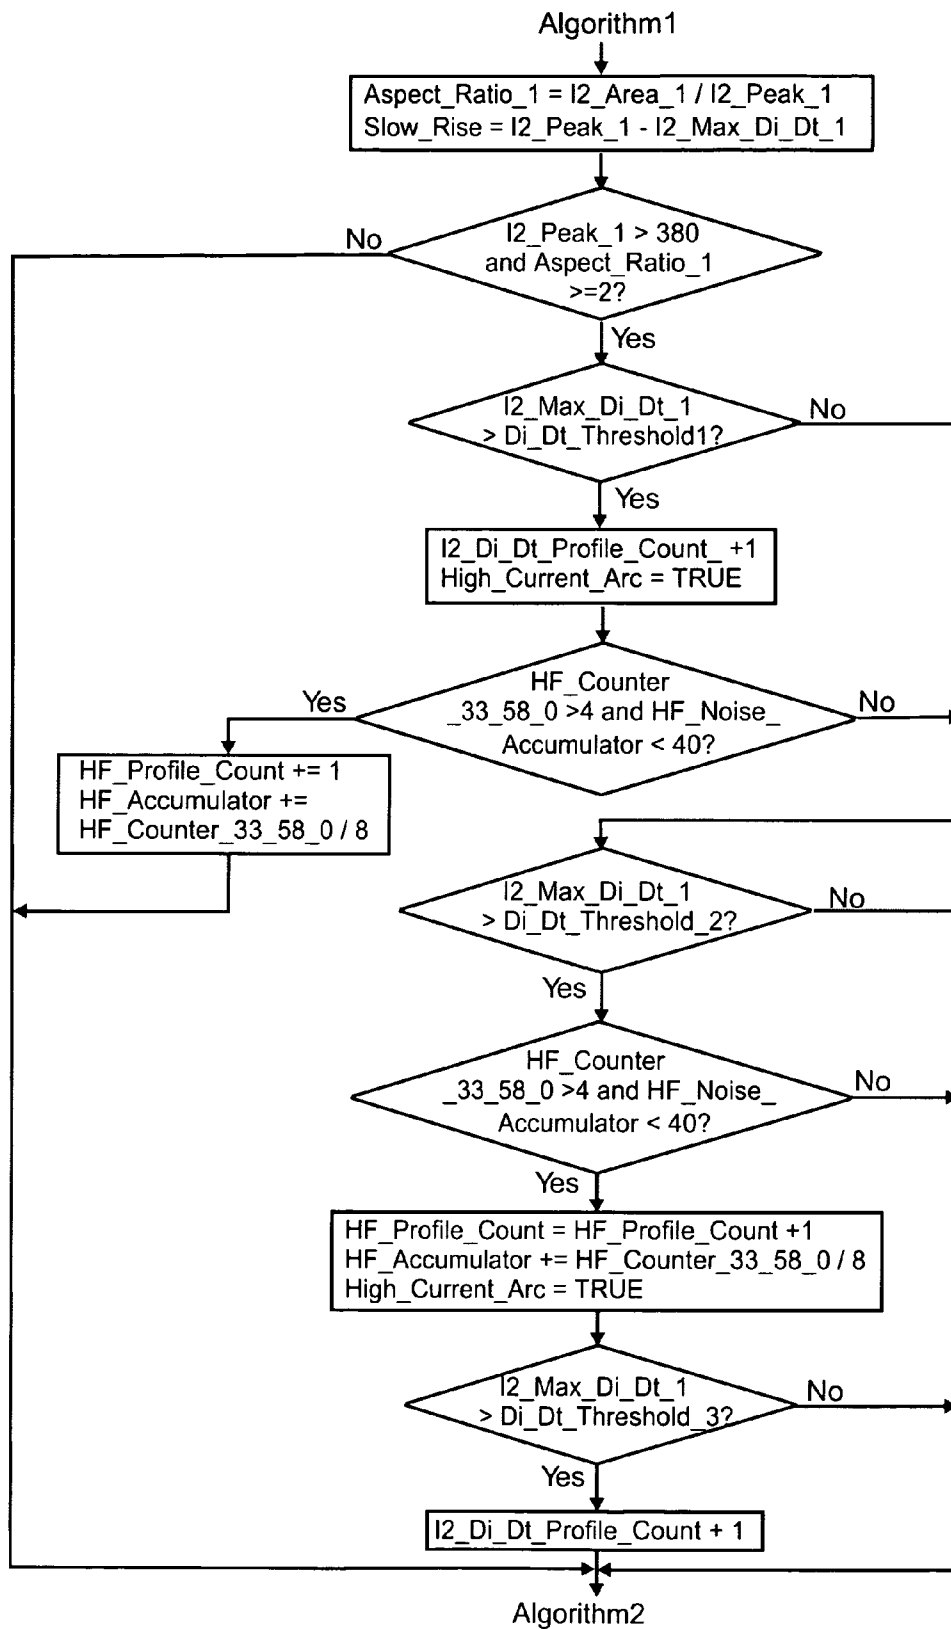 Algorithm1
Aspect_Ratio_1 = I2_Area_1 / I2_Peak_1
Slow_Rise = I2_Peak_1 - I2_Max_Di_Dt_1
No
I2_Peak_1 > 380
and Aspect_Ratio_1
>=2?
Yes
I2_Max_Di_Dt_1
> Di_Dt_Threshold1?
No
Yes
I2_Di_Dt_Profile_Count_ +1
High_Current_Arc = TRUE
Yes
HF_Counter
_33_58_0 >4 and HF_Noise_
Accumulator < 40?
No
HF_Profile_Count += 1
HF_Accumulator +=
HF_Counter_33_58_0 / 8
I2_Max_Di_Dt_1
> Di_Dt_Threshold_2?
No
Yes
HF_Counter
_33_58_0 >4 and HF_Noise_
Accumulator < 40?
No
Yes
HF_Profile_Count = HF_Profile_Count +1
HF_Accumulator += HF_Counter_33_58_0 / 8
High_Current_Arc = TRUE
I2_Max_Di_Dt_1
> Di_Dt_Threshold_3?
No
Yes
I2_Di_Dt_Profile_Count + 1
Algorithm2